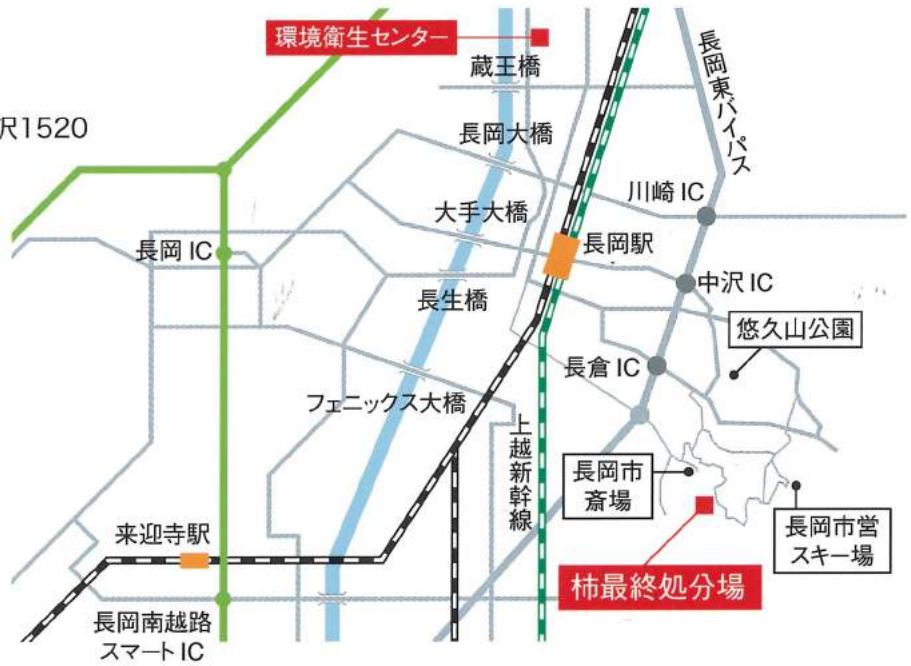 環境衛生センター
蔵王橋
長岡東バイパス
沢1520
長岡大橋
川崎 IC
大手大橋
長岡駅
長岡 IC
中沢 IC
長生橋
悠久山公園
長倉 IC
フェニックス大橋
上越新幹線
長岡市
斎場
来迎寺駅
長岡市営
スキー場
柿最終処分場
長岡南越路
スマート IC